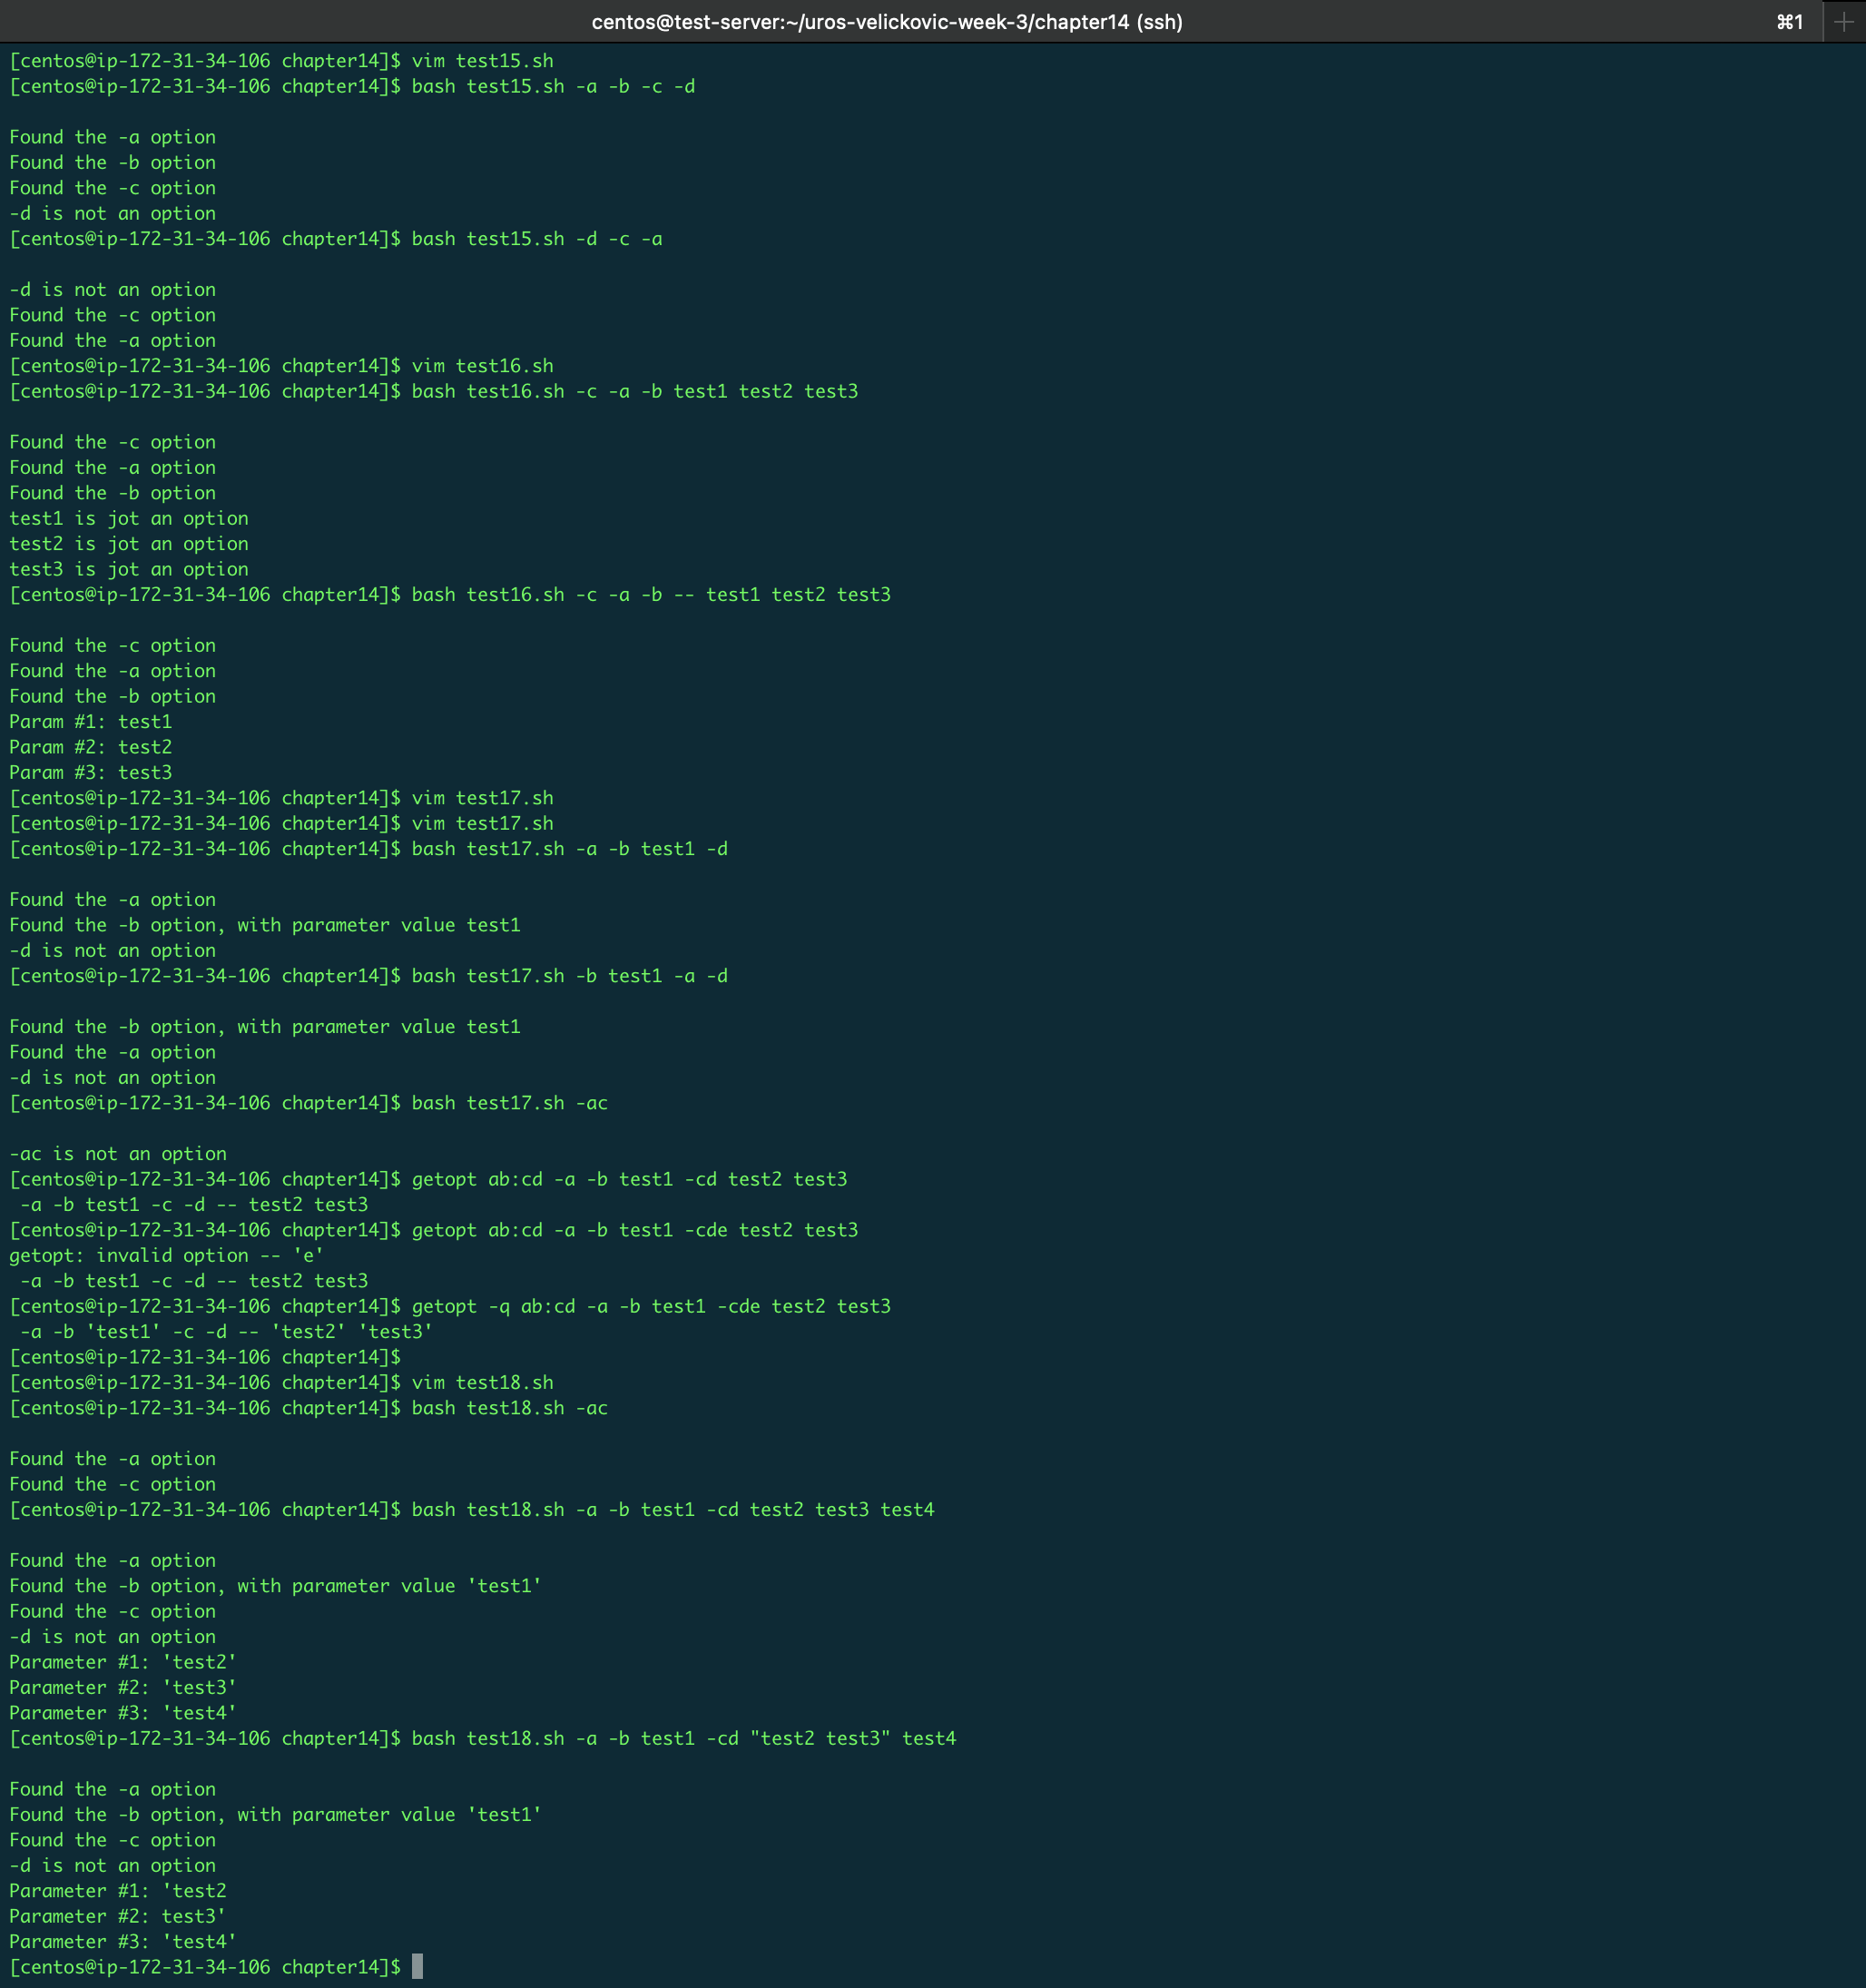 centos@test-server:~/uros-velickovic-week-3/chapter14 (ssh)
⌘1
[centos@ip-172-31-34-106 chapter14]$ vim test15.sh
[centos@ip-172-31-34-106 chapter14]$ bash test15.sh -a -b -c -d

Found the -a option
Found the -b option
Found the -c option
-d is not an option
[centos@ip-172-31-34-106 chapter14]$ bash test15.sh -d -c -a

-d is not an option
Found the -c option
Found the -a option
[centos@ip-172-31-34-106 chapter14]$ vim test16.sh
[centos@ip-172-31-34-106 chapter14]$ bash test16.sh -c -a -b test1 test2 test3

Found the -c option
Found the -a option
Found the -b option
test1 is jot an option
test2 is jot an option
test3 is jot an option
[centos@ip-172-31-34-106 chapter14]$ bash test16.sh -c -a -b -- test1 test2 test3

Found the -c option
Found the -a option
Found the -b option
Param #1: test1
Param #2: test2
Param #3: test3
[centos@ip-172-31-34-106 chapter14]$ vim test17.sh
[centos@ip-172-31-34-106 chapter14]$ vim test17.sh
[centos@ip-172-31-34-106 chapter14]$ bash test17.sh -a -b test1 -d

Found the -a option
Found the -b option, with parameter value test1
-d is not an option
[centos@ip-172-31-34-106 chapter14]$ bash test17.sh -b test1 -a -d

Found the -b option, with parameter value test1
Found the -a option
-d is not an option
[centos@ip-172-31-34-106 chapter14]$ bash test17.sh -ac

-ac is not an option
[centos@ip-172-31-34-106 chapter14]$ getopt ab:cd -a -b test1 -cd test2 test3
 -a -b test1 -c -d -- test2 test3
[centos@ip-172-31-34-106 chapter14]$ getopt ab:cd -a -b test1 -cde test2 test3
getopt: invalid option -- 'e'
 -a -b test1 -c -d -- test2 test3
[centos@ip-172-31-34-106 chapter14]$ getopt -q ab:cd -a -b test1 -cde test2 test3
 -a -b 'test1' -c -d -- 'test2' 'test3'
[centos@ip-172-31-34-106 chapter14]$
[centos@ip-172-31-34-106 chapter14]$ vim test18.sh
[centos@ip-172-31-34-106 chapter14]$ bash test18.sh -ac

Found the -a option
Found the -c option
[centos@ip-172-31-34-106 chapter14]$ bash test18.sh -a -b test1 -cd test2 test3 test4

Found the -a option
Found the -b option, with parameter value 'test1'
Found the -c option
-d is not an option
Parameter #1: 'test2'
Parameter #2: 'test3'
Parameter #3: 'test4'
[centos@ip-172-31-34-106 chapter14]$ bash test18.sh -a -b test1 -cd "test2 test3" test4

Found the -a option
Found the -b option, with parameter value 'test1'
Found the -c option
-d is not an option
Parameter #1: 'test2
Parameter #2: test3'
Parameter #3: 'test4'
[centos@ip-172-31-34-106 chapter14]$